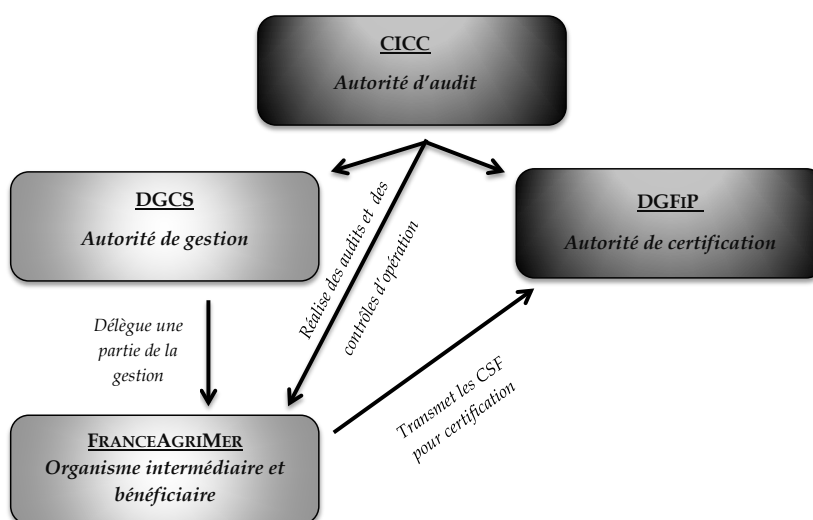 CICC
Autorité d'audit
DGCS
Autorité de gestion
DGFiP
Autorité de certification
Réalise des audits et des
contrôles d'opération
Délègue une
partie de la
gestion
Transmet les CSF
pour certification
FRANCEAGRIMER
Organisme intermédiaire et
bénéficiaire